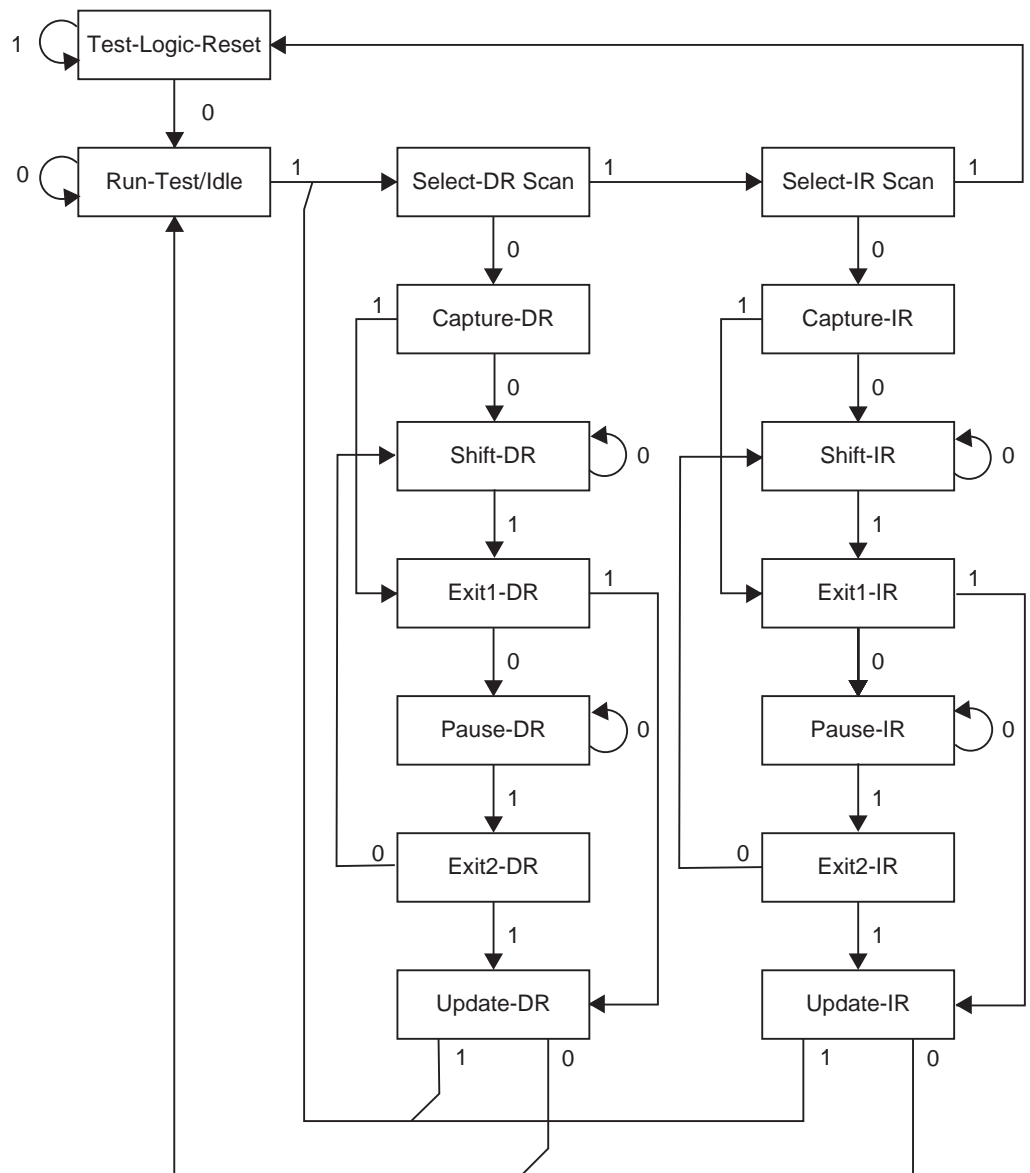 1 Test-Logic-Reset
0
0 Run-Test/Idle 1 Select-DR Scan 1 Select-IR Scan 1
0 0
1 Capture-DR 1 Capture-IR
0 0
Shift-DR 0 Shift-IR 0
1 1
Exit1-DR 1 Exit1-IR 1
0 0
Pause-DR 0 Pause-IR 0
1 1
0 Exit2-DR 0 Exit2-IR
1 1
Update-DR Update-IR
1 0 1 0